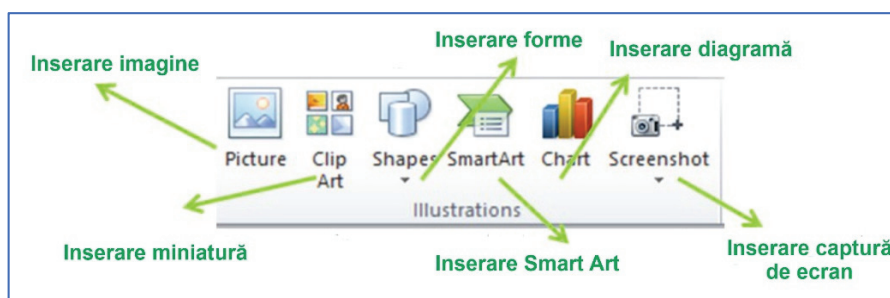 Inserare forme
Inserare diagramă
Inserare imagine
Picture
Clip
Art
Shapes
SmartArt
Chart
Screenshot
Illustrations
Inserare miniatură
Inserare Smart Art
Inserare captură
de ecran